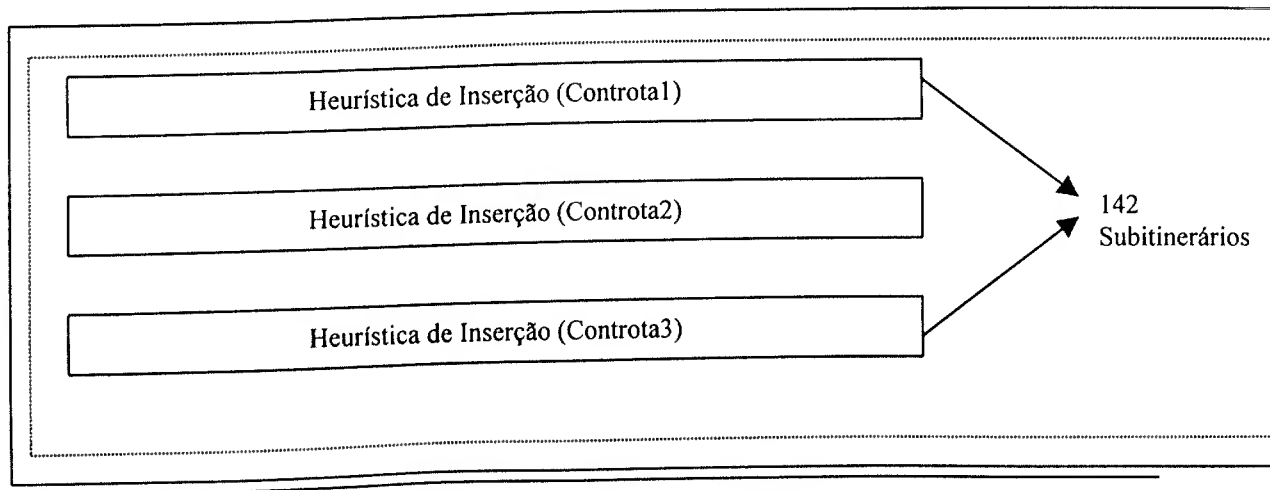 Heurística de Inserção (Controta1)
Heurística de Inserção (Controta2)
142
Subitinerários
Heurística de Inserção (Controta3)